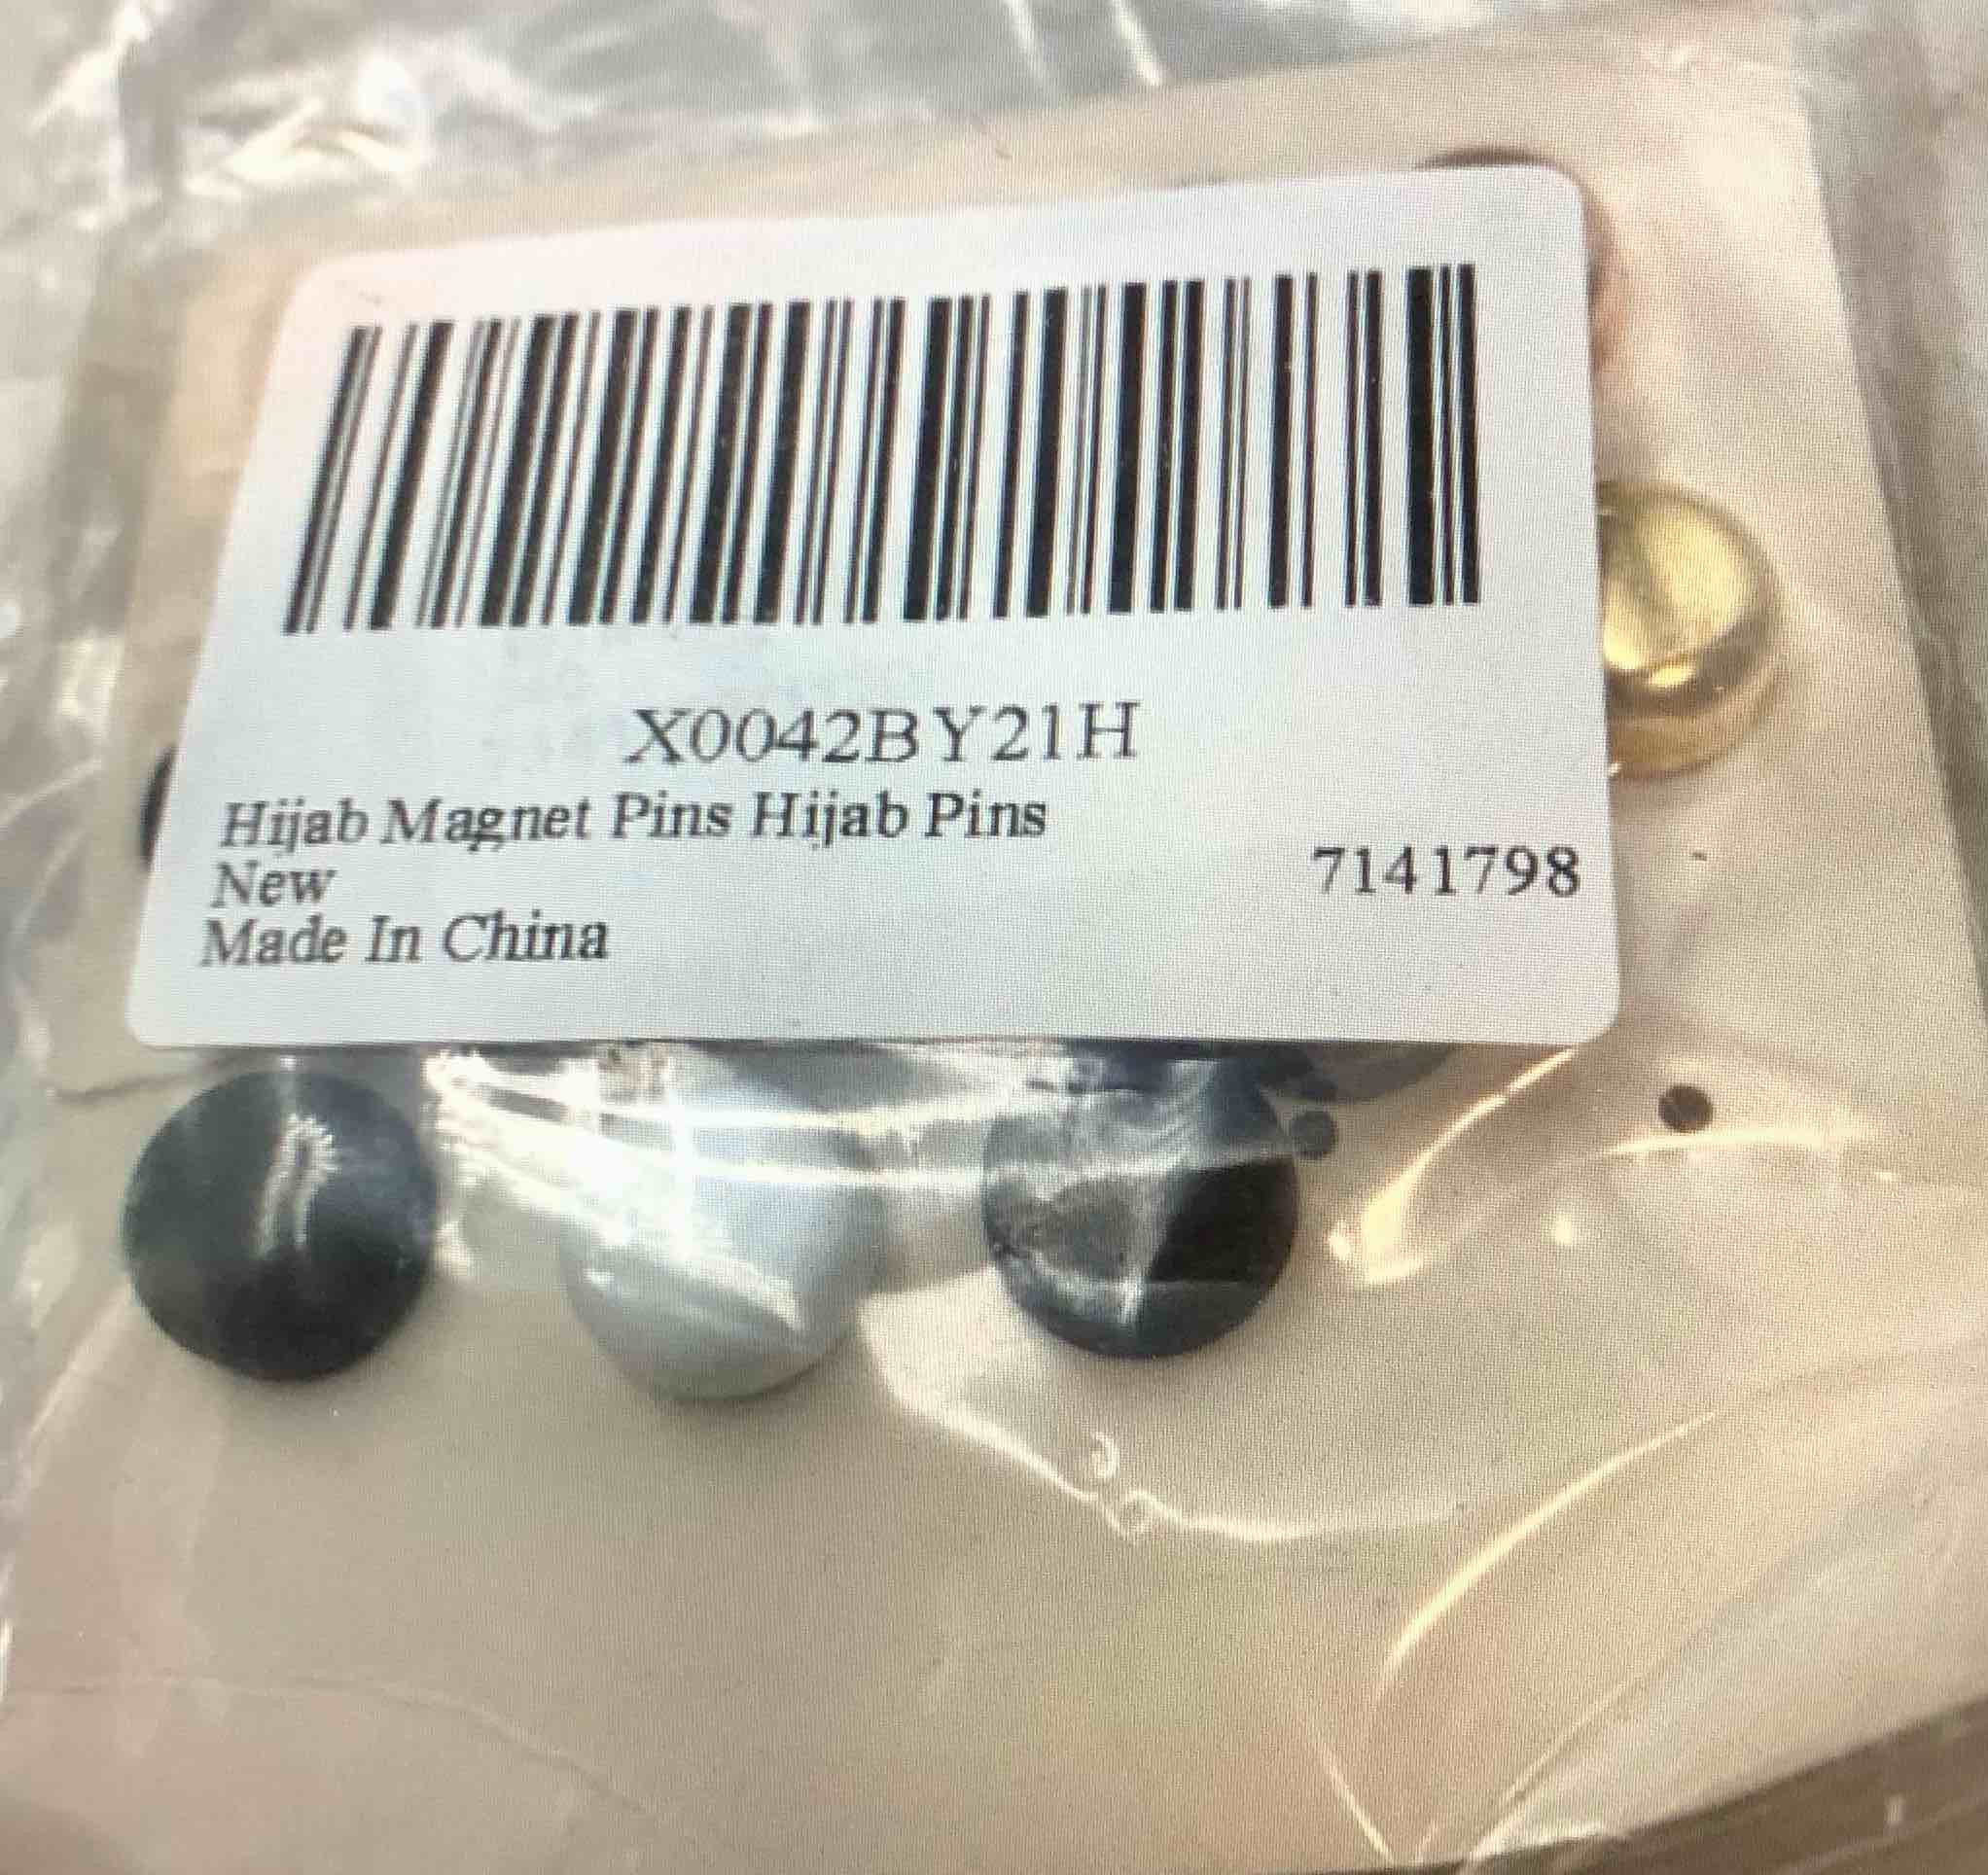 X0042BY21H
Hijab Magnet Pins Hijab Pins
New
7141798
Made In China